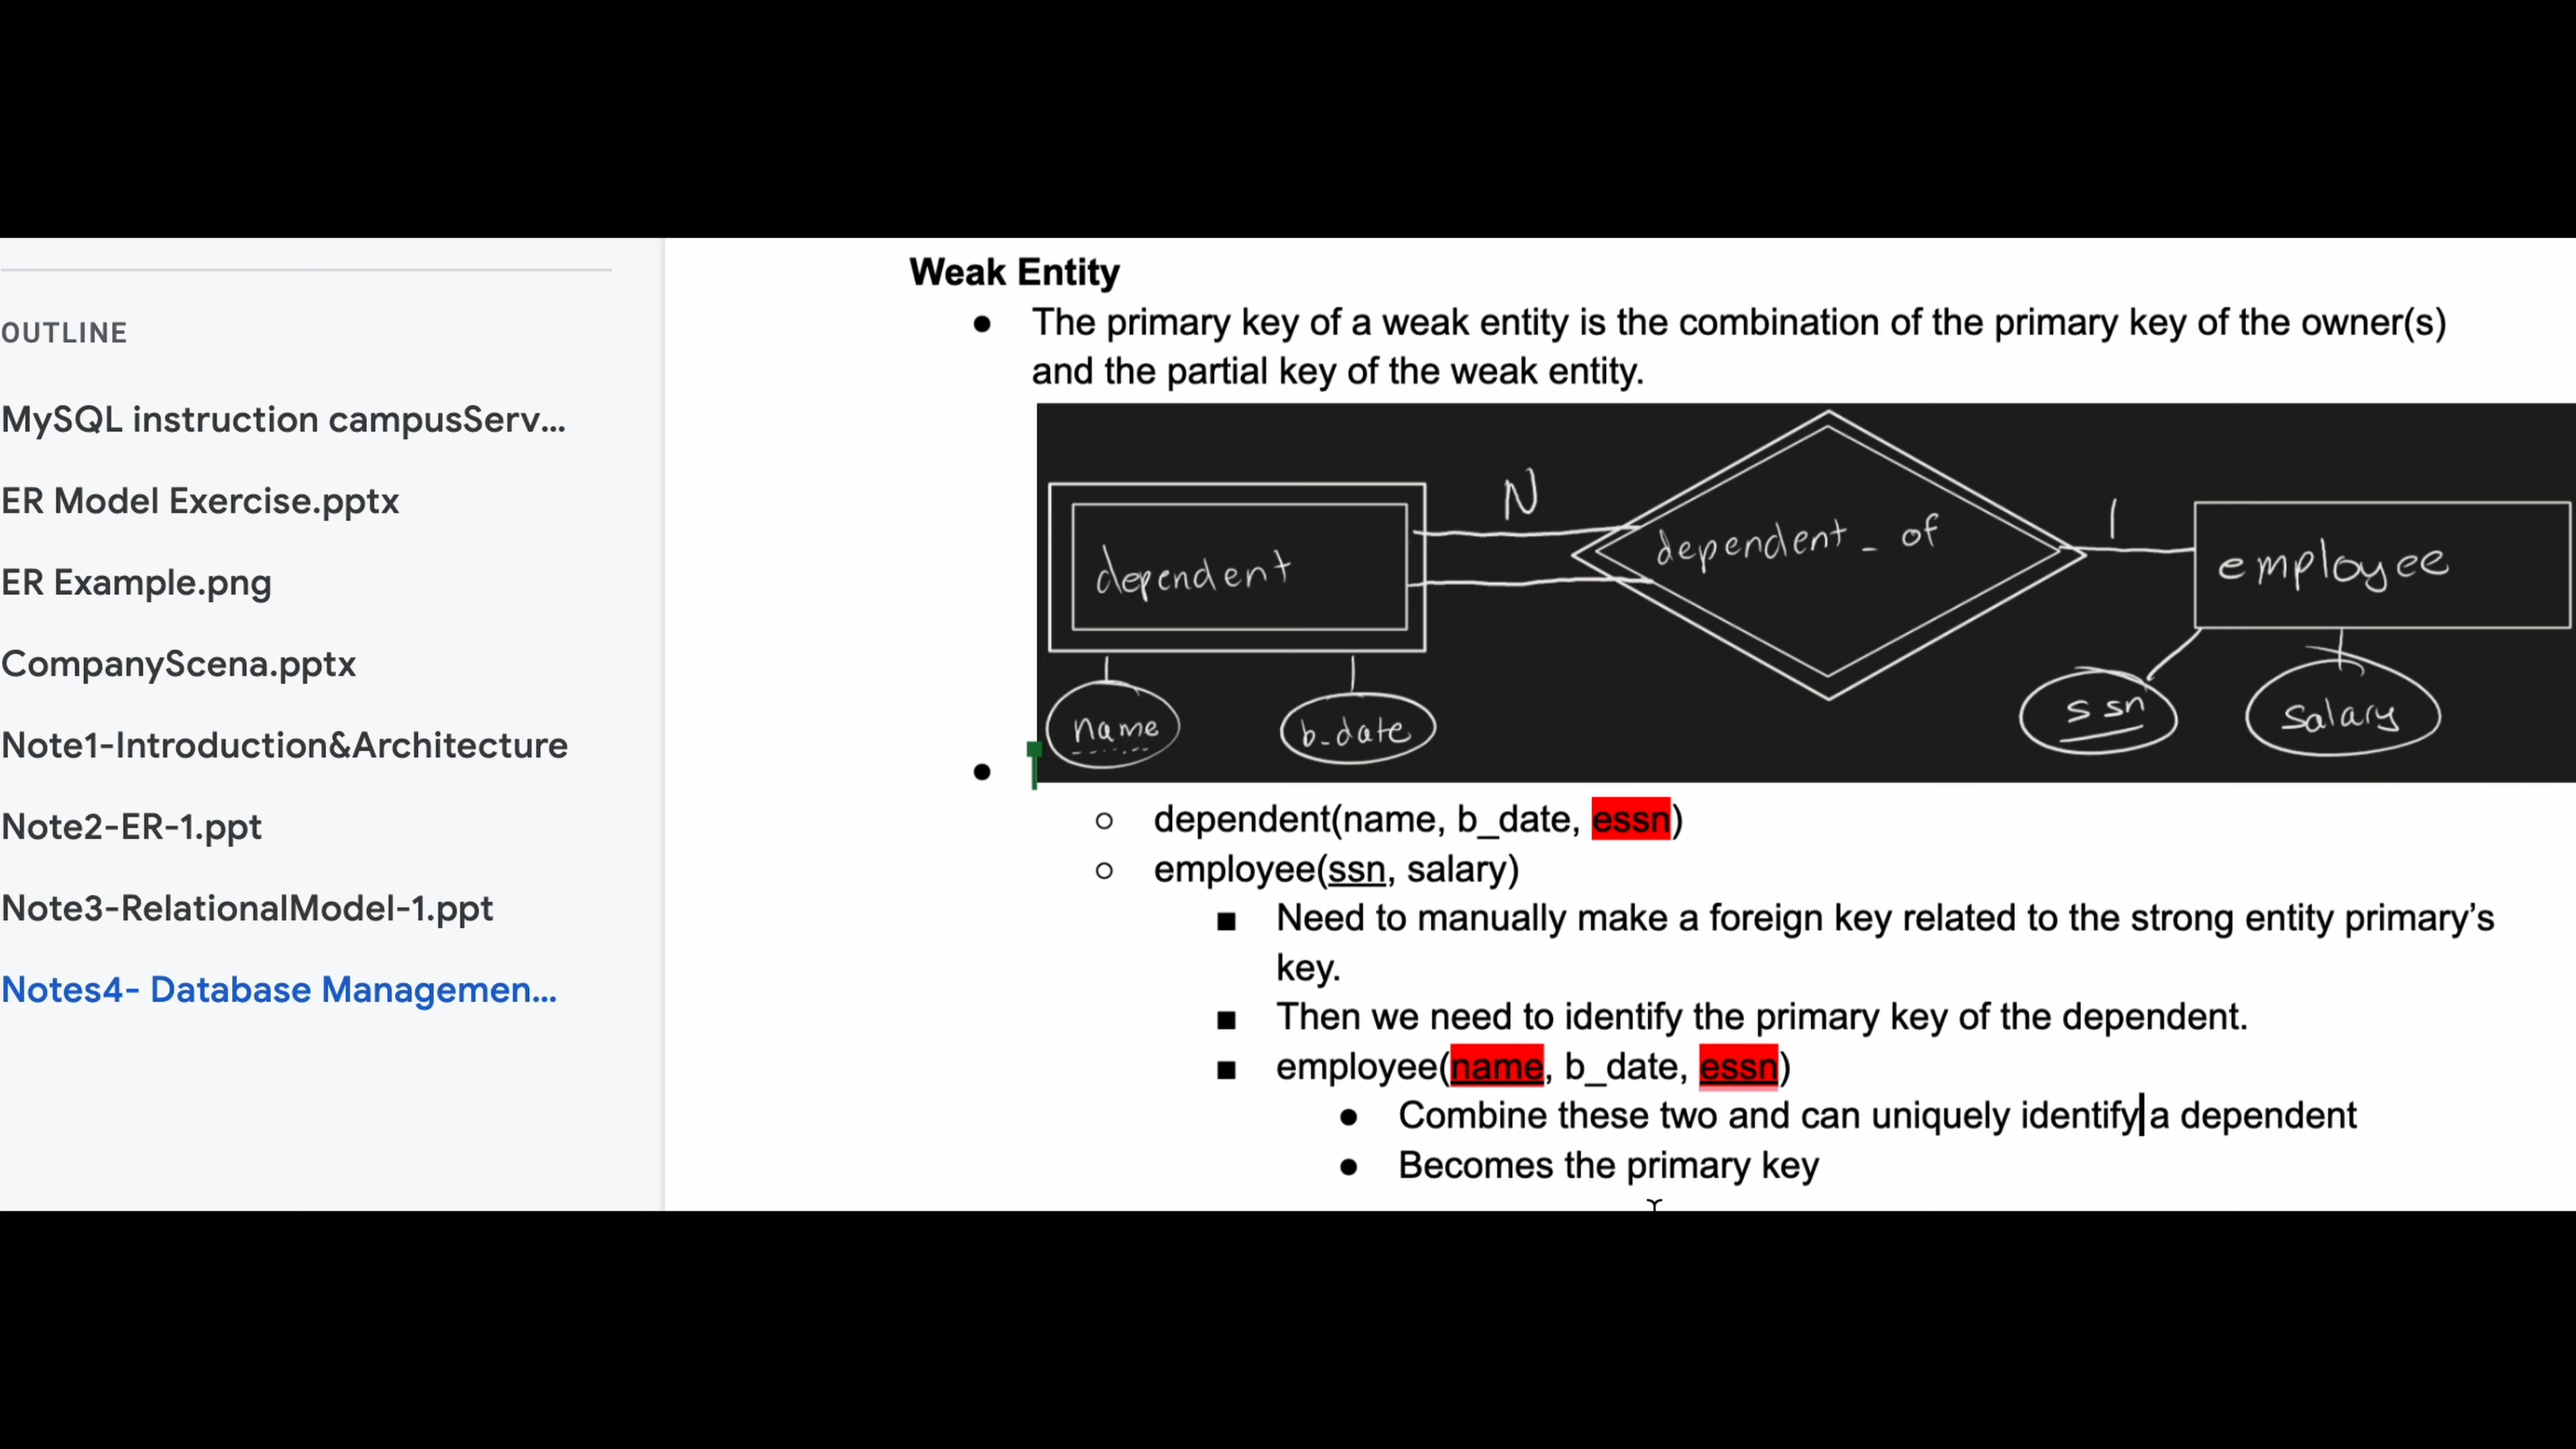 OUTLINE
MySQL instruction campusServ...
ER Model Exercise.pptx
ER Example.png
CompanyScena.pptx
Note1-Introduction&Architecture
Note2-ER-1.ppt
Note3-RelationalModel-1.ppt
Notes4- Database Managemen...
Weak Entity
● The primary key of a weak entity is the combination of the primary key of the owner(s)
and the partial key of the weak entity.
dependent
N
dependent_of
1
employee
name
b_date
ssn
salary
●
○ dependent(name, b_date, essn)
○ employee(ssn, salary)
■ Need to manually make a foreign key related to the strong entity primary’s
key.
■ Then we need to identify the primary key of the dependent.
■ employee(name, b_date, essn)
● Combine these two and can uniquely identify a dependent
● Becomes the primary key